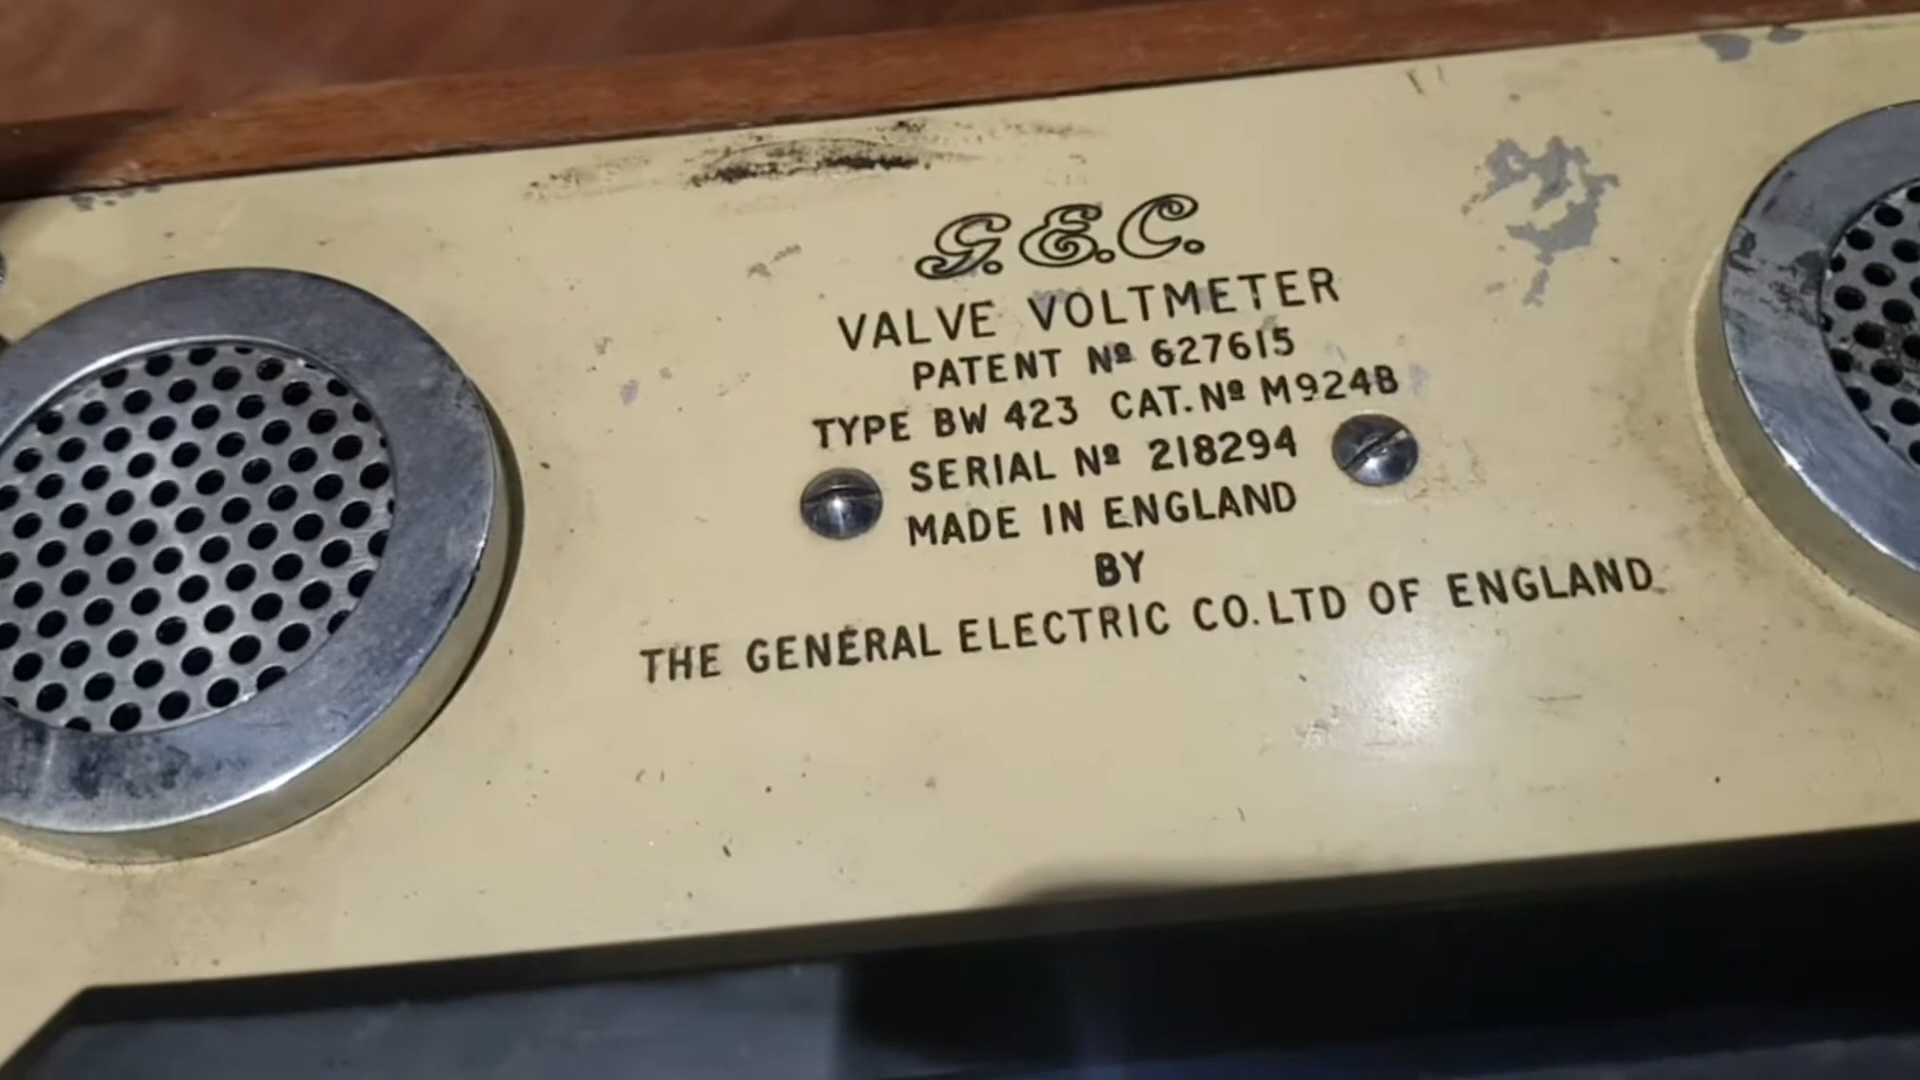 G.E.C.
VALVE VOLTMETER
PATENT Nº 627615
TYPE BW 423 CAT. Nº M924B
SERIAL Nº 218294
MADE IN ENGLAND
BY
THE GENERAL ELECTRIC CO. LTD OF ENGLAND